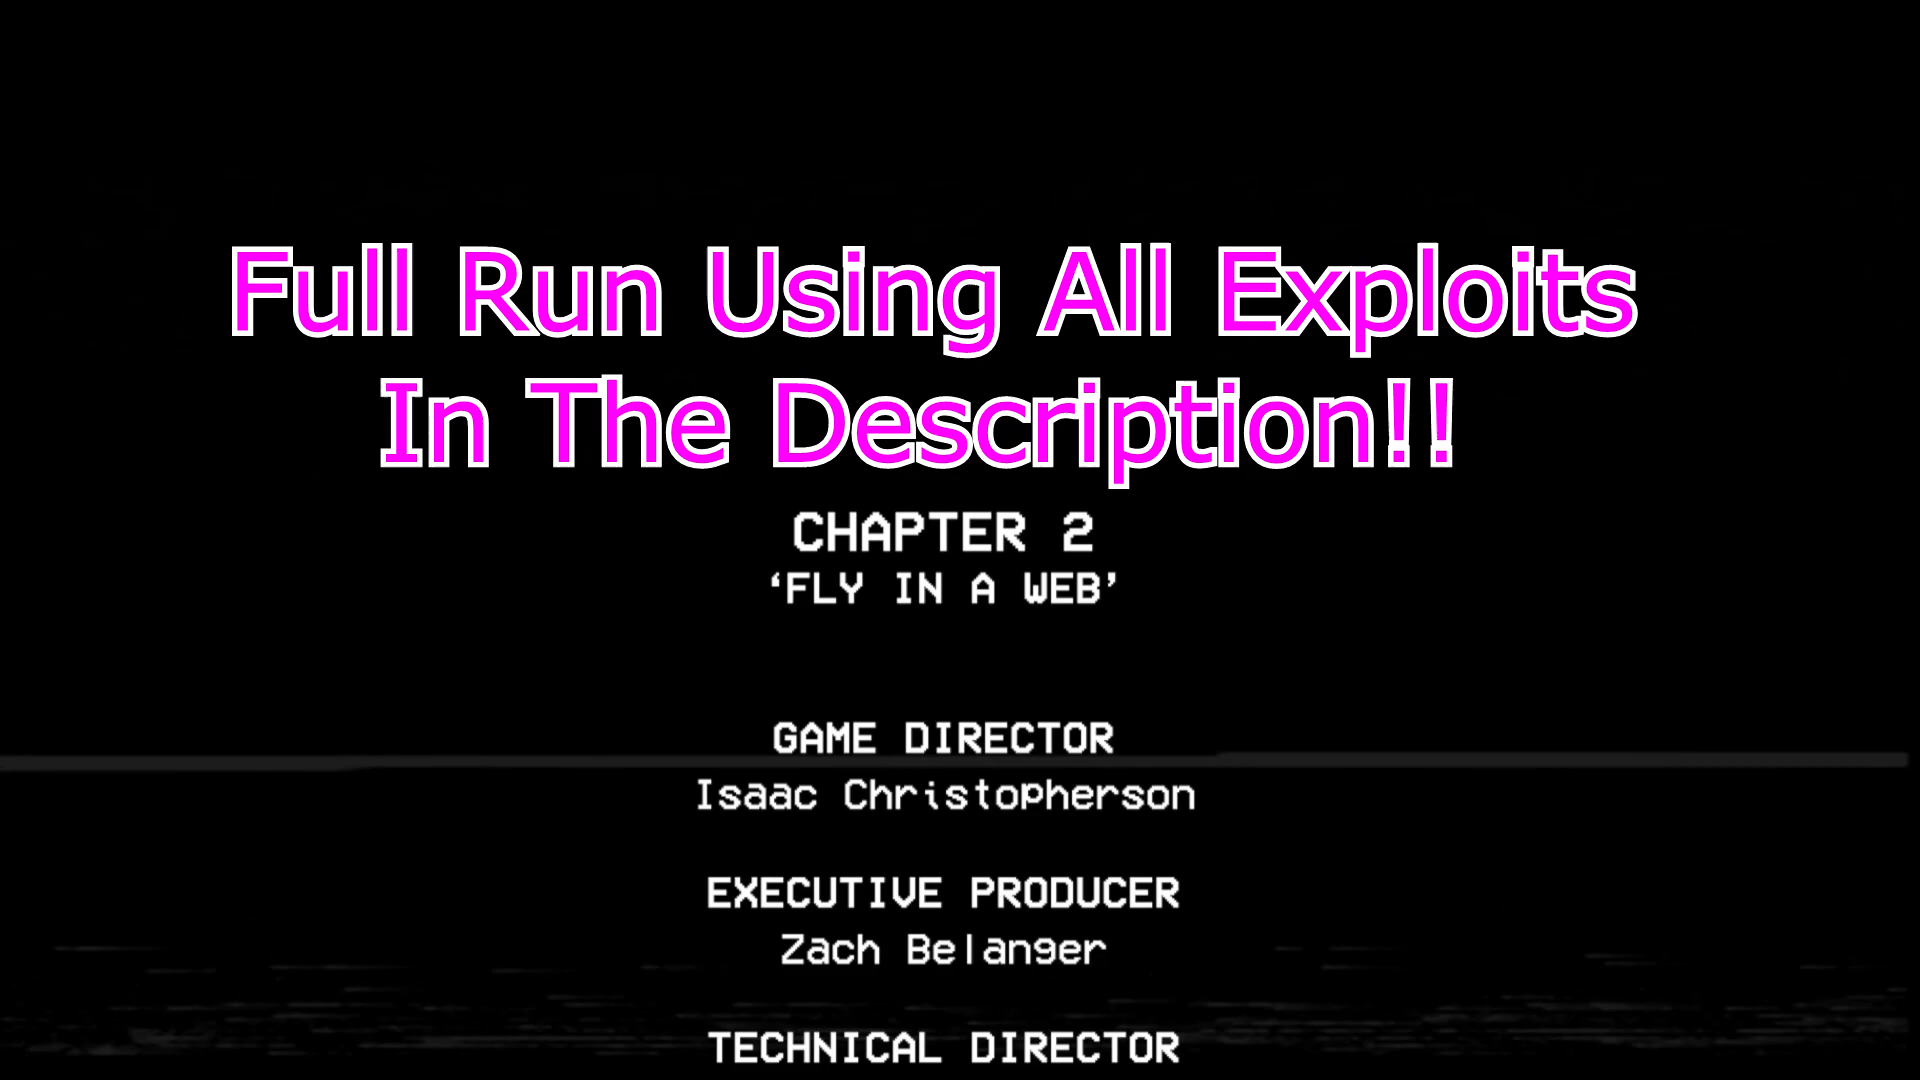 Full Run Using All Exploits
In The Description!!
CHAPTER 2
‘FLY IN A WEB’
GAME DIRECTOR
Isaac Christopherson
EXECUTIVE PRODUCER
Zach Belanger
TECHNICAL DIRECTOR